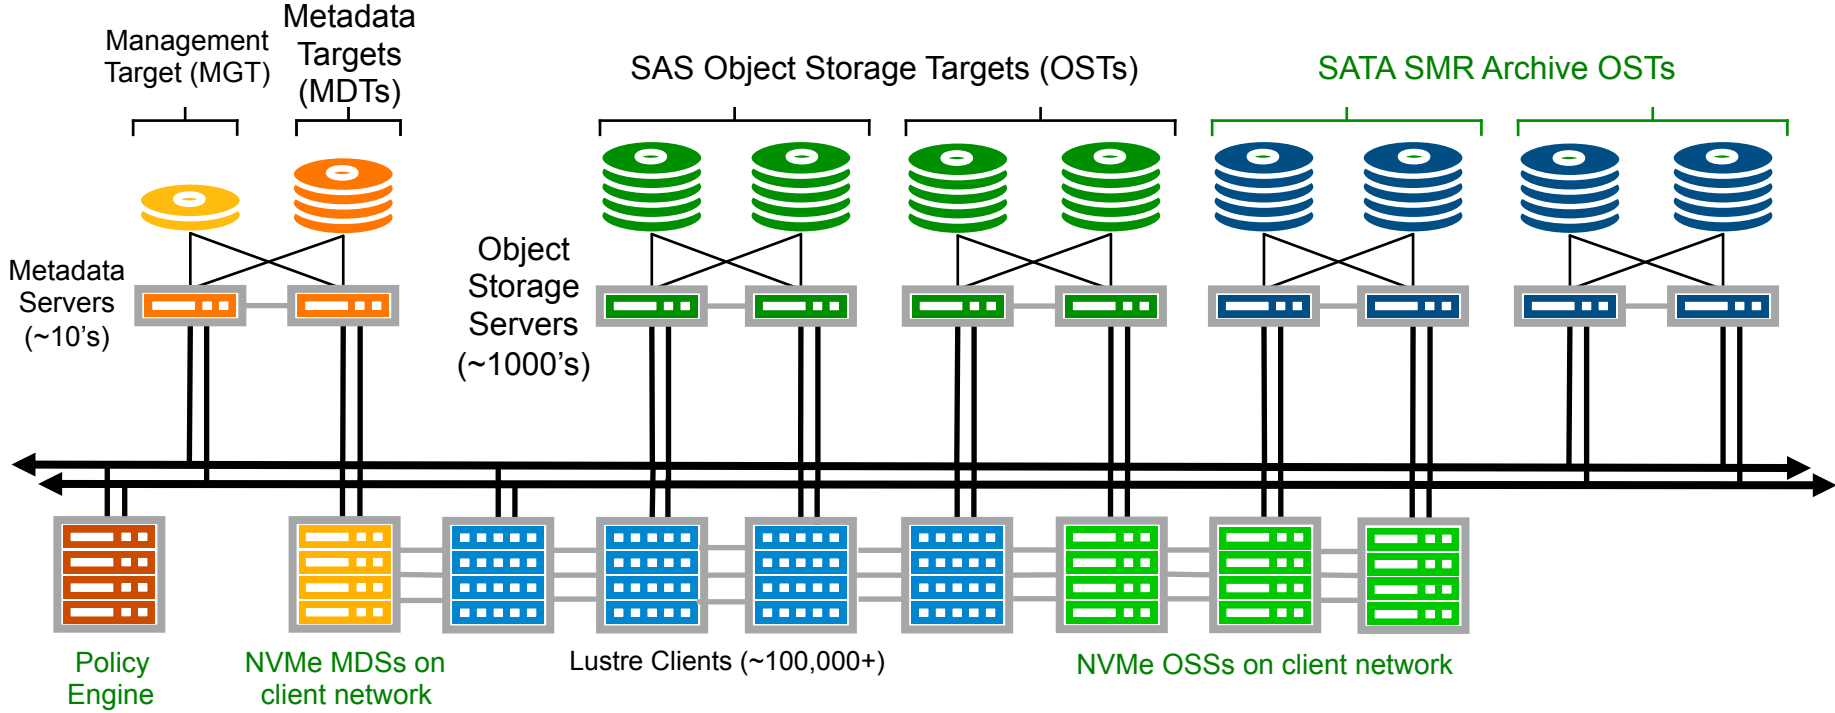 Management
Target (MGT)
Metadata
Targets
(MDTs)
SAS Object Storage Targets (OSTs)
SATA SMR Archive OSTs
Metadata
Servers
(~10’s)
Object
Storage
Servers
(~1000’s)
Policy
Engine
NVMe MDSs on
client network
Lustre Clients (~100,000+)
NVMe OSSs on client network